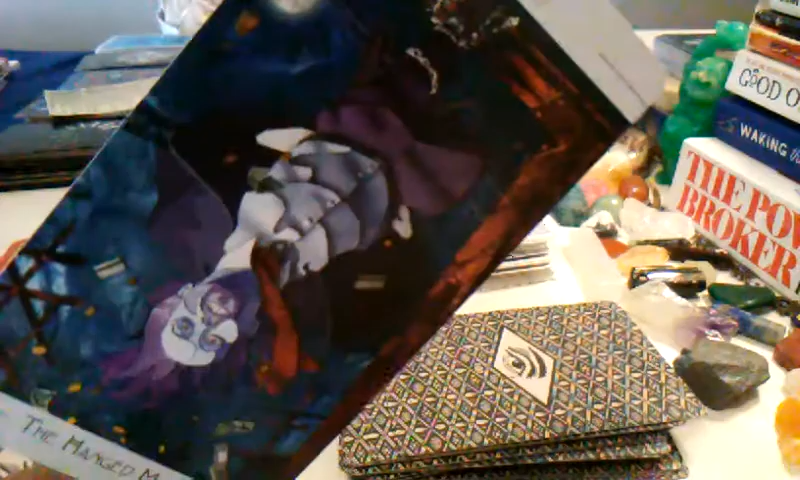 GOOD O
WAKING
THE POW
BROKER
THE HANGED M